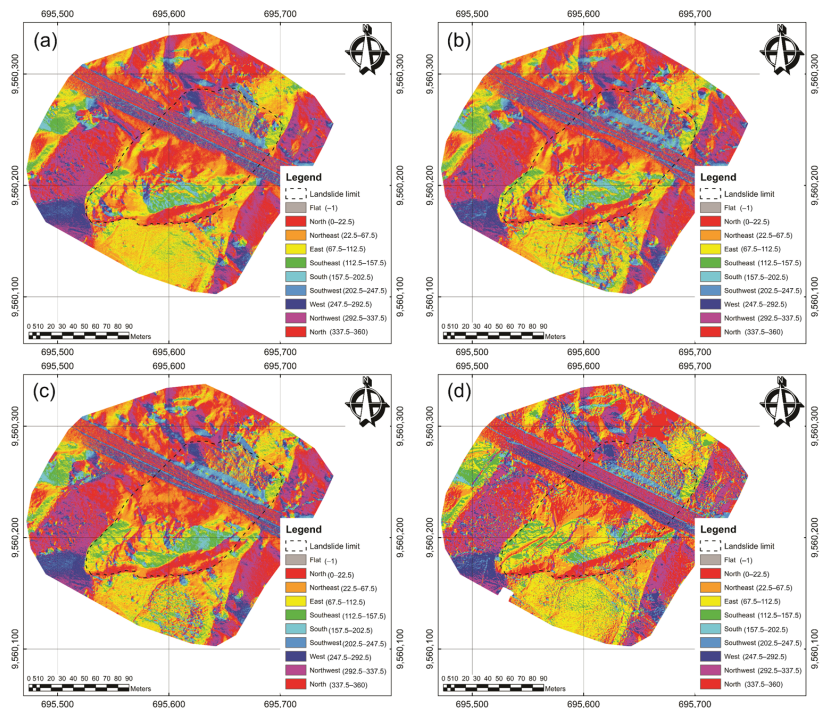 695,500 695,600 695,700
695,500 695,600 695,700
(a)
N
9.560,300
9.560,200
9.560,100
Legend
Landslide limit
Flat (−1)
North (0–22.5)
Northeast (22.5–67.5)
East (67.5–112.5)
Southeast (112.5–157.5)
South (157.5–202.5)
Southwest (202.5–247.5)
West (247.5–292.5)
Northwest (292.5–337.5)
North (337.5–360)
0 510 20 30 40 50 60 70 80 90
Meters
(b)
N
9.560,300
9.560,200
9.560,100
Legend
Landslide limit
Flat (−1)
North (0–22.5)
Northeast (22.5–67.5)
East (67.5–112.5)
Southeast (112.5–157.5)
South (157.5–202.5)
Southwest (202.5–247.5)
West (247.5–292.5)
Northwest (292.5–337.5)
North (337.5–360)
0 510 20 30 40 50 60 70 80 90
Meters
695,500 695,600 695,700
695,500 695,600 695,700
(c)
N
9.560,300
9.560,200
9.560,100
Legend
Landslide limit
Flat (−1)
North (0–22.5)
Northeast (22.5–67.5)
East (67.5–112.5)
Southeast (112.5–157.5)
South (157.5–202.5)
Southwest (202.5–247.5)
West (247.5–292.5)
Northwest (292.5–337.5)
North (337.5–360)
0 510 20 30 40 50 60 70 80 90
Meters
(d)
N
9.560,300
9.560,200
9.560,100
Legend
Landslide limit
Flat (−1)
North (0–22.5)
Northeast (22.5–67.5)
East (67.5–112.5)
Southeast (112.5–157.5)
South (157.5–202.5)
Southwest (202.5–247.5)
West (247.5–292.5)
Northwest (292.5–337.5)
North (337.5–360)
0 510 20 30 40 50 60 70 80 90
Meters
695,500 695,600 695,700
695,500 695,600 695,700